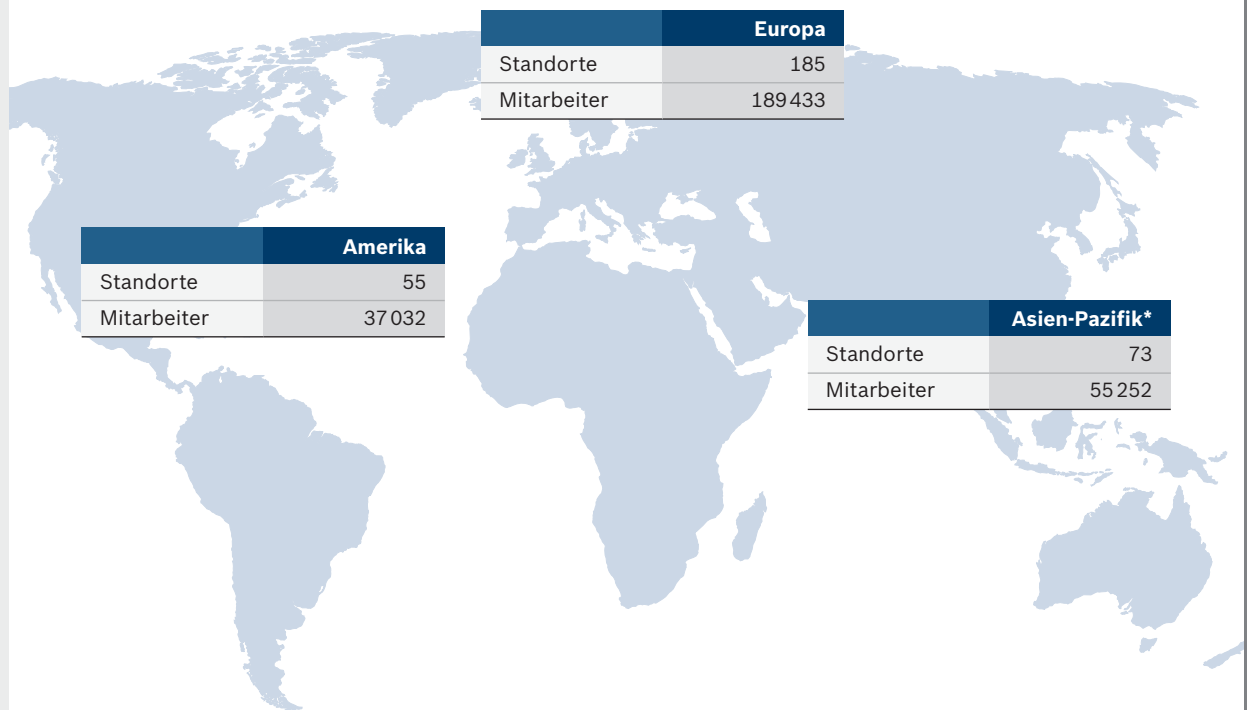 Europa
Standorte 185
Mitarbeiter 189 433
Amerika
Standorte 55
Mitarbeiter 37 032
Asien-Pazifik*
Standorte 73
Mitarbeiter 55 252